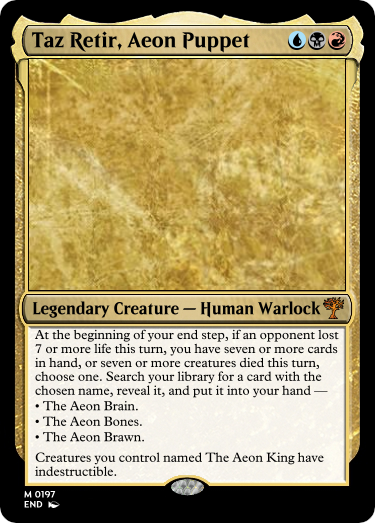 Taz Retir, Aeon Puppet
Legendary Creature — Human Warlock
At the beginning of your end step, if an opponent lost
7 or more life this turn, you have seven or more cards
in hand, or seven or more creatures died this turn,
choose one. Search your library for a card with the
chosen name, reveal it, and put it into your hand —
• The Aeon Brain.
• The Aeon Bones.
• The Aeon Brawn.
Creatures you control named The Aeon King have
indestructible.
M 0197
END